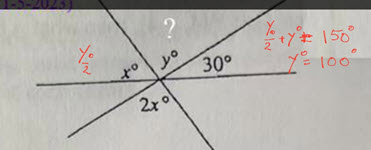 1-5-2023)
?
y°/2
x°
y°
30°
2x°
y°/2 + y° = 150°
y° = 100°